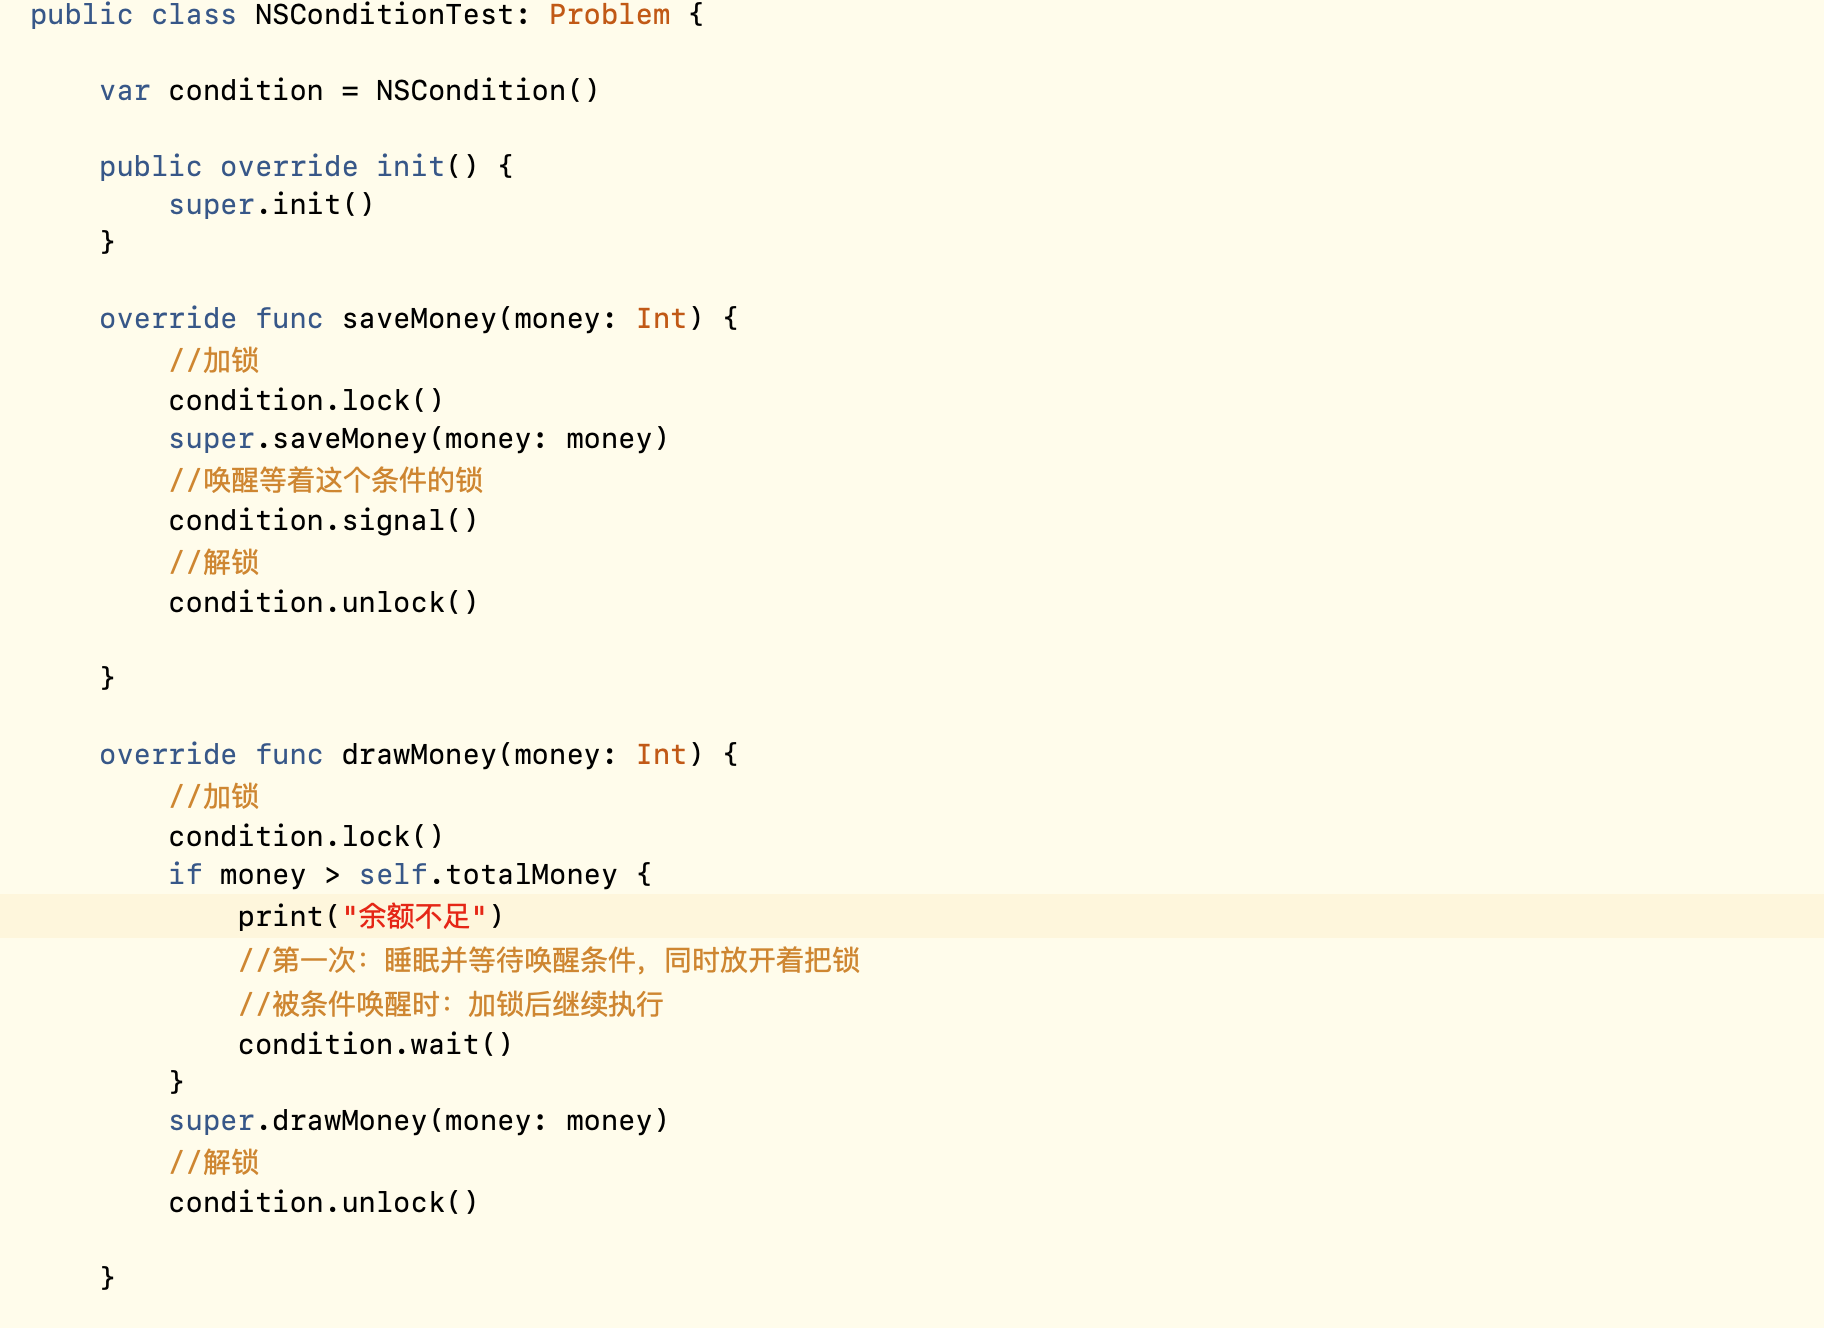 public class NSConditionTest: Problem {
var condition = NSCondition()
public override init() {
super.init()
}
override func saveMoney(money: Int) {
//加锁
condition.lock()
super.saveMoney(money: money)
//唤醒等着这个条件的锁
condition.signal()
//解锁
condition.unlock()
}
override func drawMoney(money: Int) {
//加锁
condition.lock()
if money > self.totalMoney {
print("余额不足")
//第一次：睡眠并等待唤醒条件，同时放开着把锁
//被条件唤醒时：加锁后继续执行
condition.wait()
}
super.drawMoney(money: money)
//解锁
condition.unlock()
}